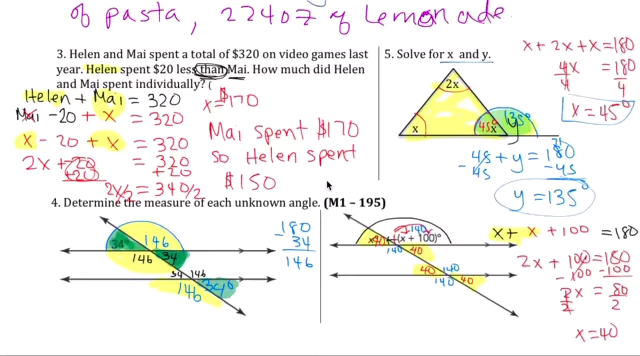 of pasta, 2240z of Lemonade
3. Helen and Mai spent a total of $320 on video games last
year. Helen spent $20 less than Mai. How much did Helen
and Mai spent individually? (
Helen + Mai = 320
Mai -20 + x = 320
x - 20 + x = 320
2x + -20 = 320
+20 +20
2x/2 = 340/2
x = $170
Mai spent $170
so Helen spent
$150
5. Solve for x and y.
2x
x
45°
x
135°
y
x + 2x + x = 180
4x = 180
4 4
x = 45°
45 + y = 180
- 45 - 45
y = 135°
4. Determine the measure of each unknown angle. (M1 – 195)
34° 146
146 34
34 146
146 34°
180
- 34
146
x° 40 (x + 100)° 140
140 40
40 140
140 40
x + x + 100 = 180
2x + 100 = 180
- 100 - 100
2x = 80
2 2
x = 40